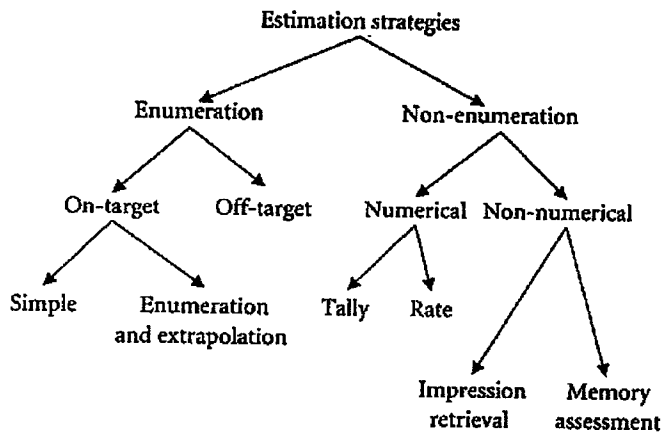 Estimation strategies
Enumeration
Non-enumeration
On-target
Off-target
Numerical
Non-numerical
Simple
Enumeration
and extrapolation
Tally
Rate
Impression
retrieval
Memory
assessment